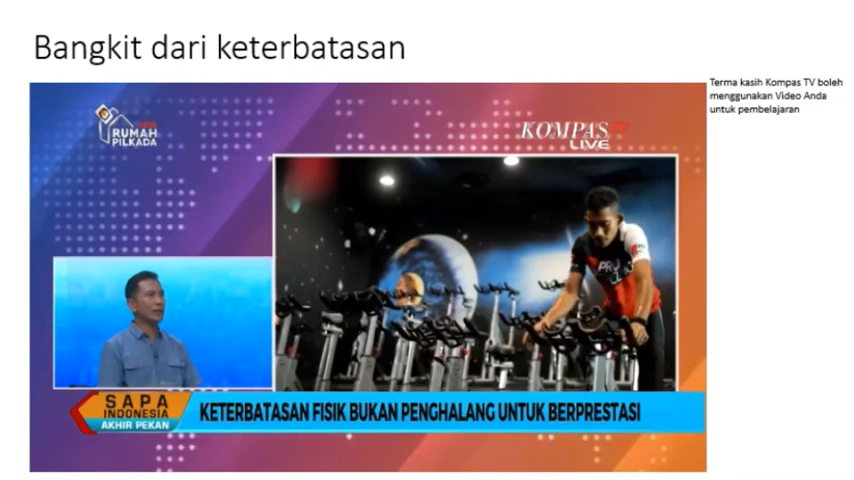 Bangkit dari keterbatasan
Terma kasih Kompas TV boleh
menggunakan Video Anda
untuk pembelajaran
RUMAH
PILKADA
KOMPAS TV
LIVE
SAPA
INDONESIA
AKHIR PEKAN
KETERBATASAN FISIK BUKAN PENGHALANG UNTUK BERPRESTASI